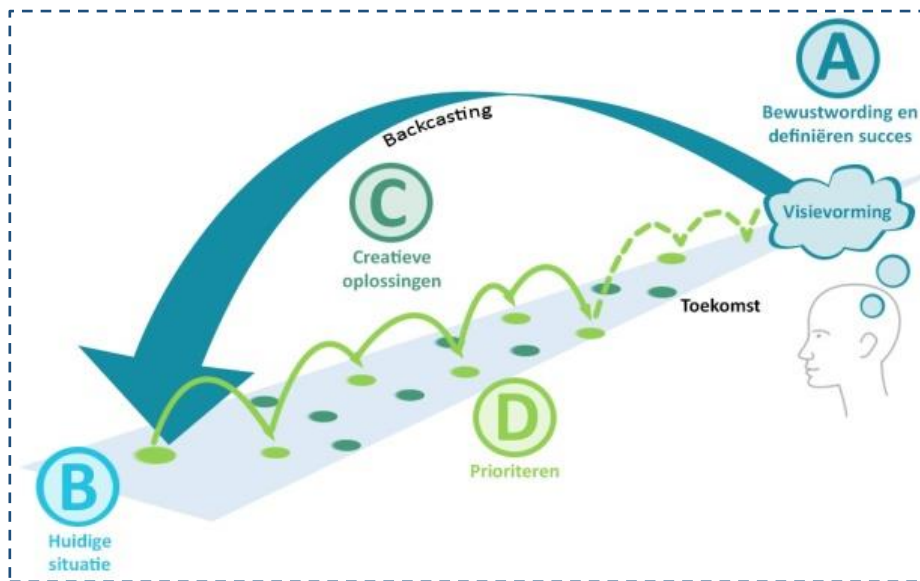 A
Bewustwording en
definiëren succes
Visievorming
Backcasting
C
Creatieve
oplossingen
Toekomst
D
Prioriteren
B
Huidige
situatie